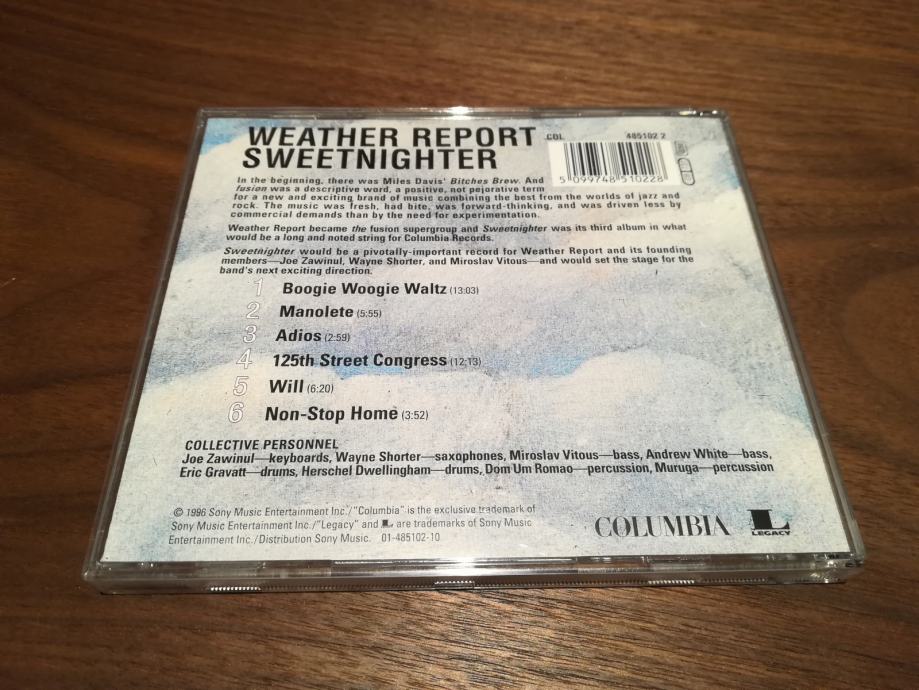 WEATHER REPORT
SWEETNIGHTER
COL 485102 2
5 099748 510228
In the beginning, there was Miles Davis' Bitches Brew. And
fusion was a descriptive word, a positive, not pejorative term
for a new and exciting brand of music combining the best from the worlds of jazz and
rock. The music was fresh, had bite, was forward-thinking, and was driven less by
commercial demands than by the need for experimentation.
Weather Report became the fusion supergroup and Sweetnighter was its third album in what
would be a long and noted string for Columbia Records.
Sweetnighter would be a pivotally-important record for Weather Report and its founding
members—Joe Zawinul, Wayne Shorter, and Miroslav Vitous—and would set the stage for the
band's next exciting direction.
1 Boogie Woogie Waltz (13:03)
2 Manolete (5:55)
3 Adios (2:59)
4 125th Street Congress (12:13)
5 Will (6:20)
6 Non-Stop Home (3:52)
COLLECTIVE PERSONNEL
Joe Zawinul—keyboards, Wayne Shorter—saxophones, Miroslav Vitous—bass, Andrew White—bass,
Eric Gravatt—drums, Herschel Dwellingham—drums, Dom Um Romao—percussion, Muruga—percussion
© 1996 Sony Music Entertainment Inc./"Columbia" is the exclusive trademark of
Sony Music Entertainment Inc./"Legacy" and L are trademarks of Sony Music
Entertainment Inc./Distribution Sony Music. 01-485102-10
COLUMBIA
L
LEGACY